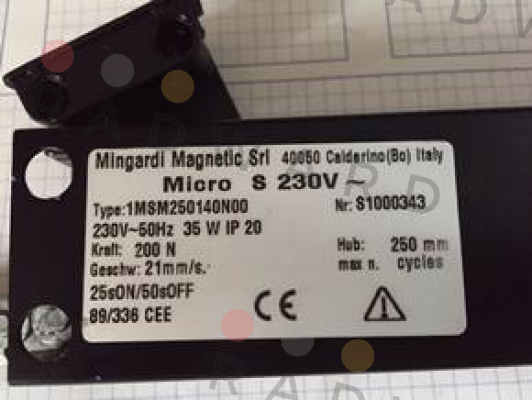 Mingardi Magnetic Srl 40050 Calderino(Bo) Italy
Micro S 230V ~
Type:1MSM250140N00 Nr: S1000343
230V~50Hz 35 W IP 20
Kraft: 200 N Hub: 250 mm
Geschw: 21mm/s. max n. cycles
25sON/50sOFF
89/336 CEE CE